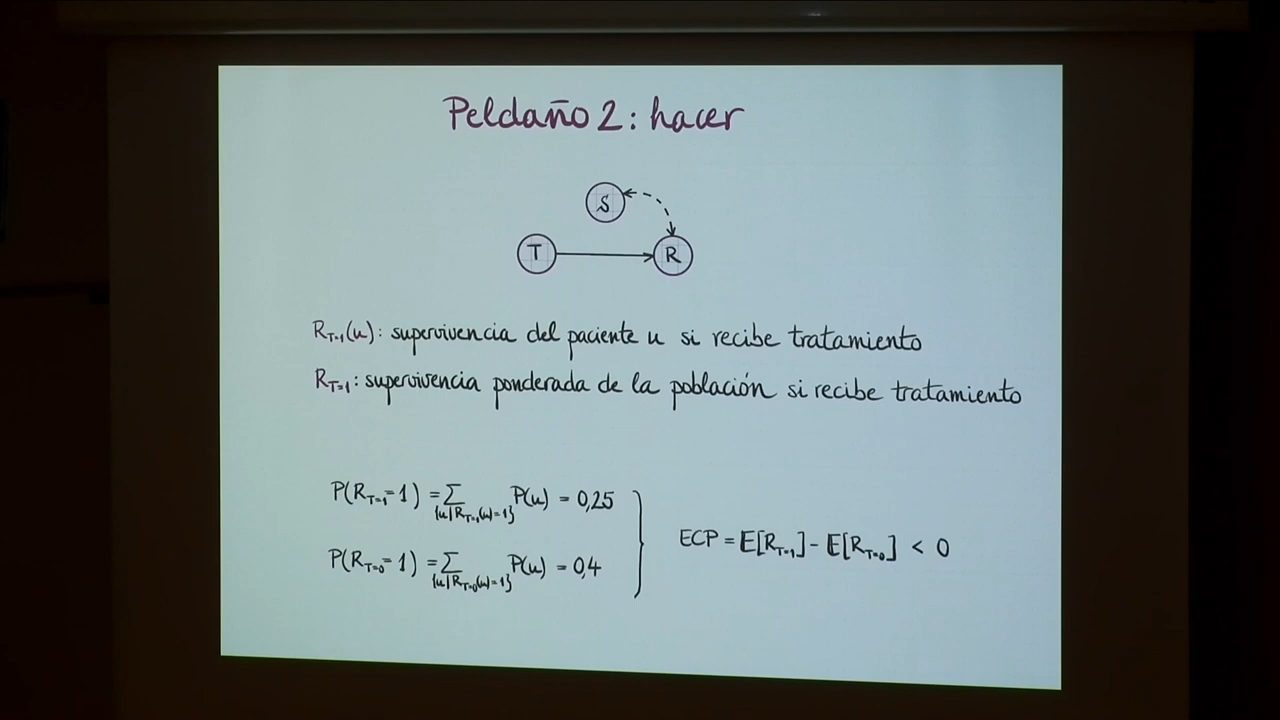 Peldaño 2: hacer
S
T
R
R_{T=1}(u): supervivencia del paciente u si recibe tratamiento
R_{T=1}: supervivencia ponderada de la población si recibe tratamiento
P(R_{T=1}=1) = ∑_{{u|R_{T=1}(u)=1}} P(u) = 0,25
P(R_{T=0}=1) = ∑_{{u|R_{T=0}(u)=1}} P(u) = 0,4
ECP = E[R_{T=1}] - E[R_{T=0}] < 0